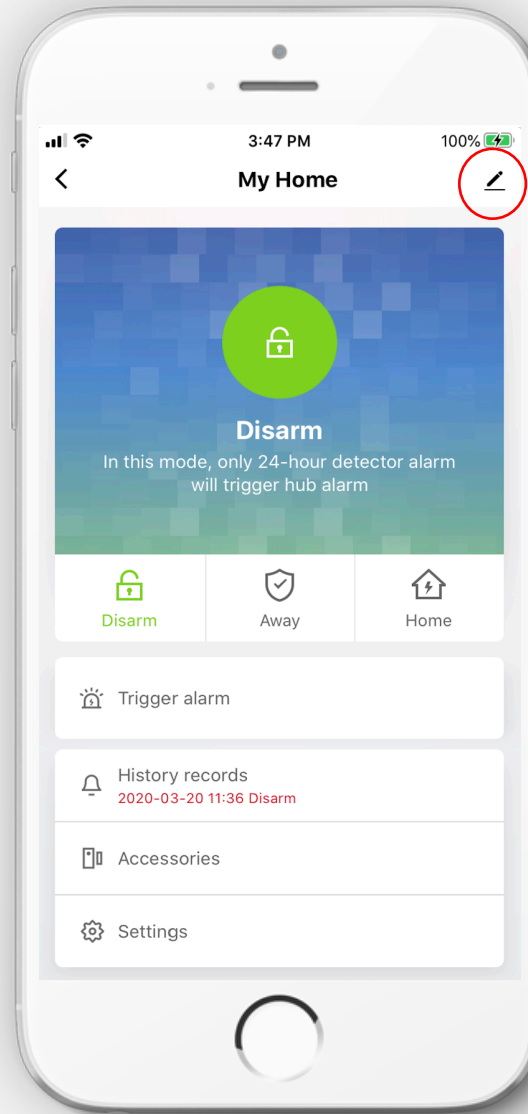 3:47 PM
100%
My Home
Disarm
In this mode, only 24-hour detector alarm
will trigger hub alarm
Disarm
Away
Home
Trigger alarm
History records
2020-03-20 11:36 Disarm
Accessories
Settings